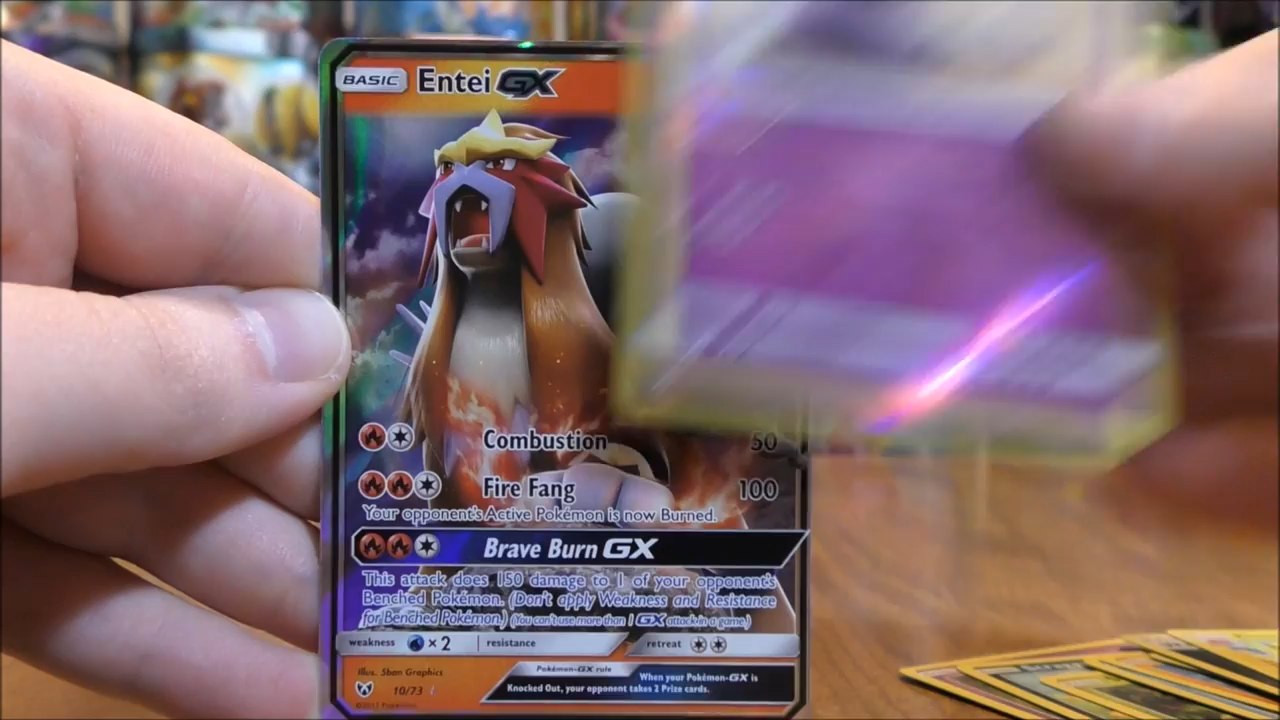 BASIC Entei GX
Combustion 50
Fire Fang 100
Your opponent's Active Pokémon is now Burned.
Brave Burn GX
This attack does 150 damage to 1 of your opponent's
Benched Pokémon. (Don't apply Weakness and Resistance
for Benched Pokémon.) (You can't use more than 1 GX attack in a game.)
weakness × 2 resistance retreat
Illus. 5ban Graphics
Pokémon-GX rule
When your Pokémon-GX is
Knocked Out, your opponent takes 2 Prize cards.
10/73
©2017 Pokémon